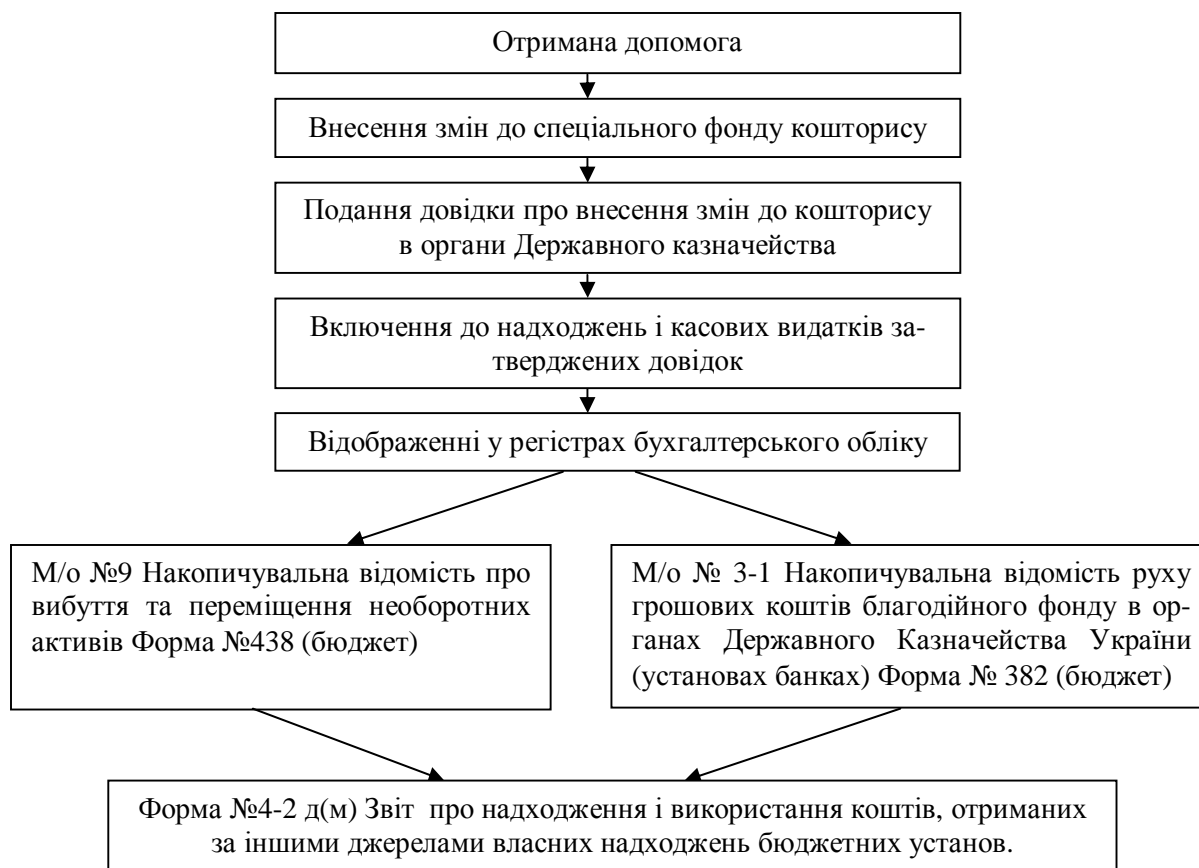 Отримана допомога
Внесення змін до спеціального фонду кошторису
Подання довідки про внесення змін до кошторису
в органи Державного казначейства
Включення до надходжень і касових видатків за-
тверджених довідок
Відображенні у регістрах бухгалтерського обліку
М/о №9 Накопичувальна відомість про
вибуття та переміщення необоротних
активів Форма №438 (бюджет)
М/о № 3-1 Накопичувальна відомість руху
грошових коштів благодійного фонду в ор-
ганах Державного Казначейства України
(установах банках) Форма № 382 (бюджет)
Форма №4-2 д(м) Звіт про надходження і використання коштів, отриманих
за іншими джерелами власних надходжень бюджетних установ.